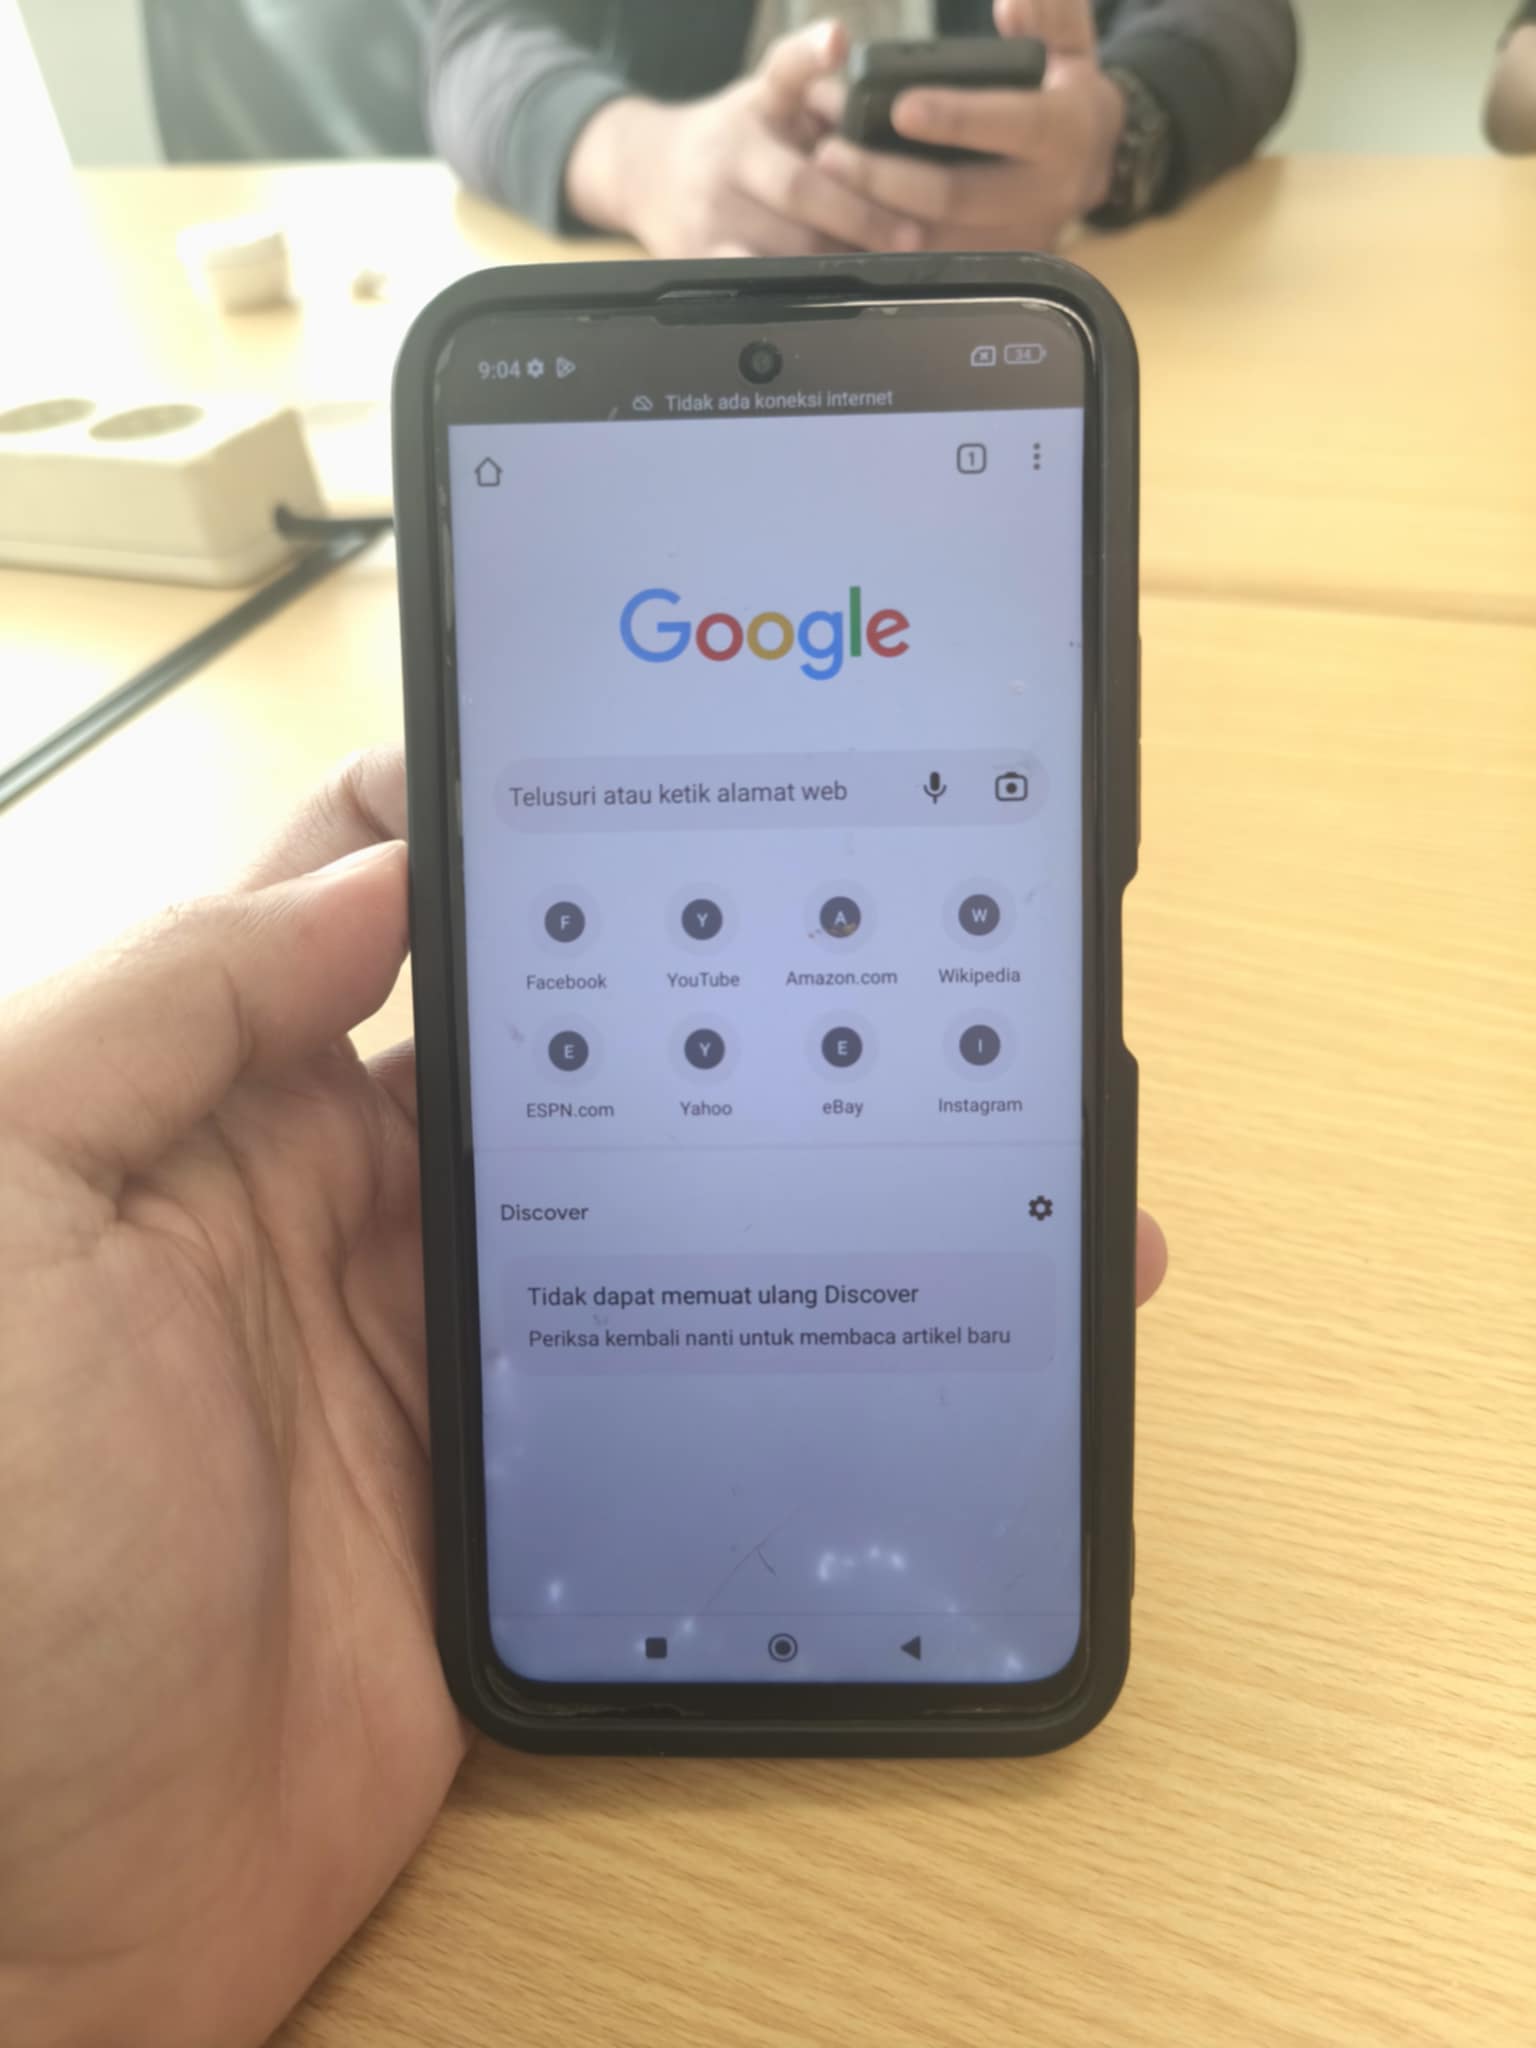 9:04
34
Tidak ada koneksi internet
1
Google
Telusuri atau ketik alamat web
F Y A W
Facebook YouTube Amazon.com Wikipedia
E Y E I
ESPN.com Yahoo eBay Instagram
Discover
Tidak dapat memuat ulang Discover
Periksa kembali nanti untuk membaca artikel baru